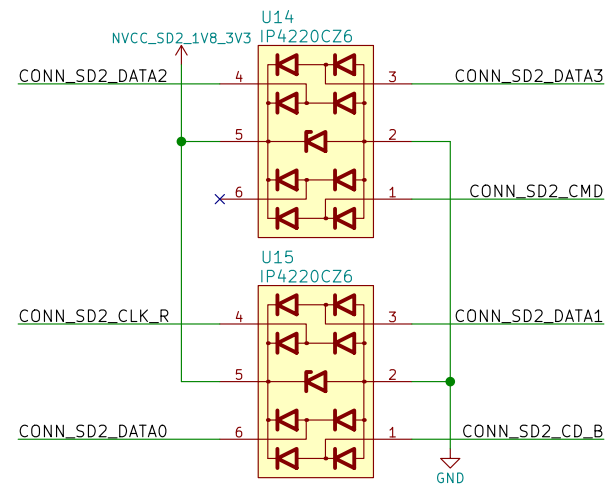 U14
NVCC_SD2_1V8_3V3 IP4220CZ6
CONN_SD2_DATA2 4 3 CONN_SD2_DATA3
5 2
6 1 CONN_SD2_CMD
U15
IP4220CZ6
CONN_SD2_CLK_R 4 3 CONN_SD2_DATA1
5 2
CONN_SD2_DATA0 6 1 CONN_SD2_CD_B
GND